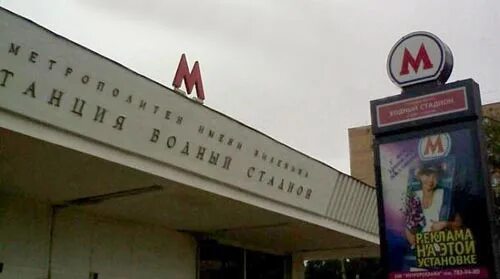 М
МЕТРОПОЛИТЕН ИМЕНИ В.И.ЛЕНИНА
СТАНЦИЯ ВОДНЫЙ СТАДИОН
М
ВОДНЫЙ СТАДИОН
М
РЕКЛАМА
НА ЭТОЙ
УСТАНОВКЕ